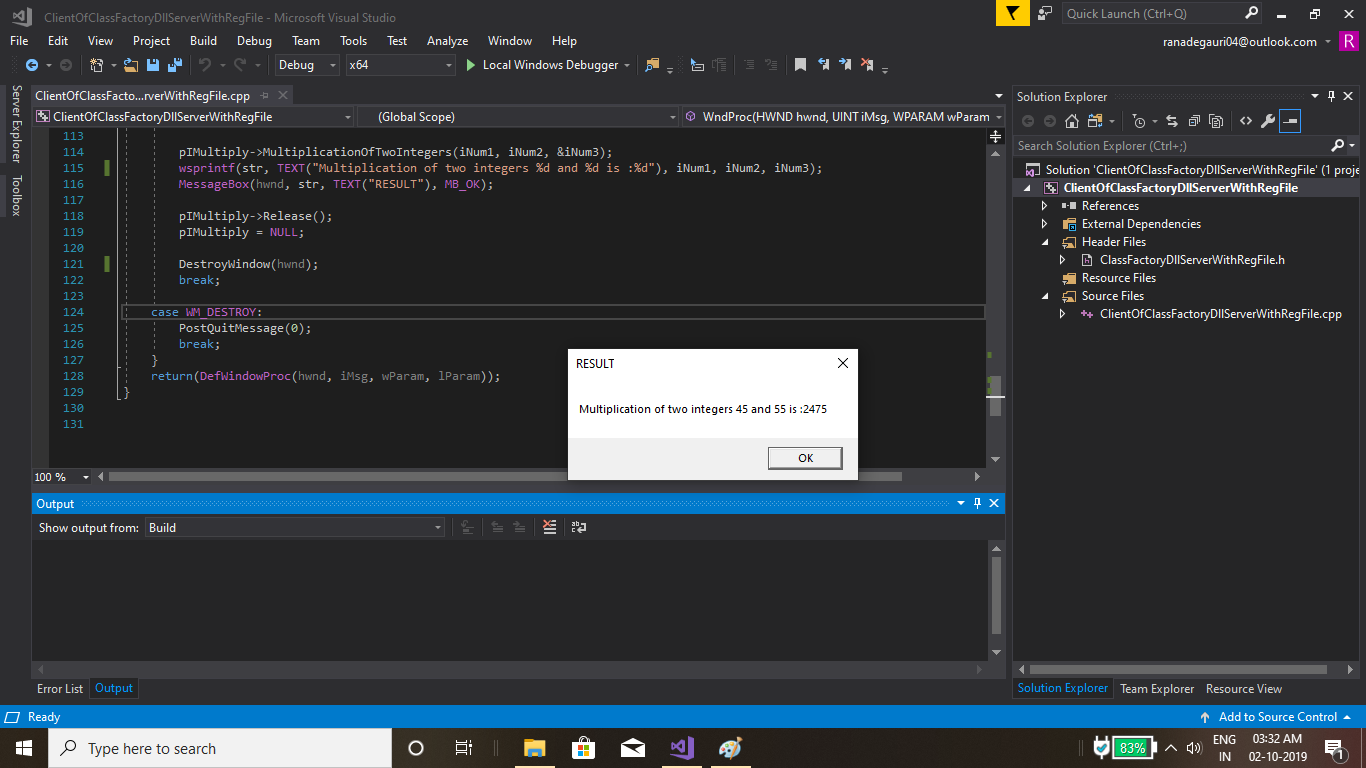 ClientOfClassFactoryDllServerWithRegFile - Microsoft Visual Studio
Quick Launch (Ctrl+Q)
File Edit View Project Build Debug Team Tools Test Analyze Window Help
ranadegauri04@outlook.com R
Debug x64 Local Windows Debugger
Server Explorer
Toolbox
ClientOfClassFacto...rverWithRegFile.cpp
ClientOfClassFactoryDllServerWithRegFile (Global Scope) WndProc(HWND hwnd, UINT iMsg, WPARAM wParam
113
114 pIMultiply->MultiplicationOfTwoIntegers(iNum1, iNum2, &iNum3);
115 wsprintf(str, TEXT("Multiplication of two integers %d and %d is :%d"), iNum1, iNum2, iNum3);
116 MessageBox(hwnd, str, TEXT("RESULT"), MB_OK);
117
118 pIMultiply->Release();
119 pIMultiply = NULL;
120
121 DestroyWindow(hwnd);
122 break;
123
124 case WM_DESTROY:
125 PostQuitMessage(0);
126 break;
127 }
128 return(DefWindowProc(hwnd, iMsg, wParam, lParam));
129 }
130
131
100 %
RESULT
Multiplication of two integers 45 and 55 is :2475
OK
Output
Show output from: Build
Error List Output
Solution Explorer
Search Solution Explorer (Ctrl+;)
Solution 'ClientOfClassFactoryDllServerWithRegFile' (1 proje
ClientOfClassFactoryDllServerWithRegFile
References
External Dependencies
Header Files
ClassFactoryDllServerWithRegFile.h
Resource Files
Source Files
ClientOfClassFactoryDllServerWithRegFile.cpp
Solution Explorer Team Explorer Resource View
Ready
Add to Source Control
Type here to search
83%
ENG
IN
03:32 AM
02-10-2019
1